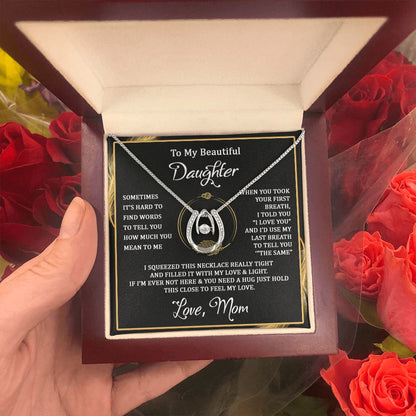 To My Beautiful
Daughter
SOMETIMES
IT'S HARD TO
FIND WORDS
TO TELL YOU
HOW MUCH YOU
MEAN TO ME
WHEN YOU TOOK
YOUR FIRST
BREATH,
I TOLD YOU
"I LOVE YOU"
AND I'D USE MY
LAST BREATH
TO TELL YOU
"THE SAME"
I SQUEEZED THIS NECKLACE REALLY TIGHT
AND FILLED IT WITH MY LOVE & LIGHT.
IF I'M EVER NOT HERE & YOU NEED A HUG JUST HOLD
THIS CLOSE TO FEEL MY LOVE.
Love, Mom